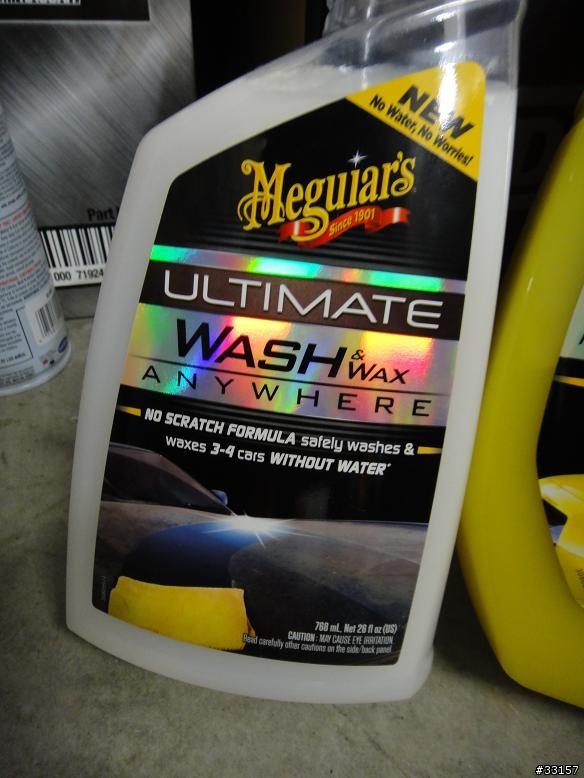 NEW
No Water, No Worries!
Meguiar's
Since 1901
ULTIMATE
WASH & WAX
ANYWHERE
NO SCRATCH FORMULA safely washes &
waxes 3-4 cars WITHOUT WATER*
768 mL, Net 26 fl oz (US)
CAUTION: MAY CAUSE EYE IRRITATION.
Read carefully other cautions on the side/back panel.
Part
000 71924
#33157